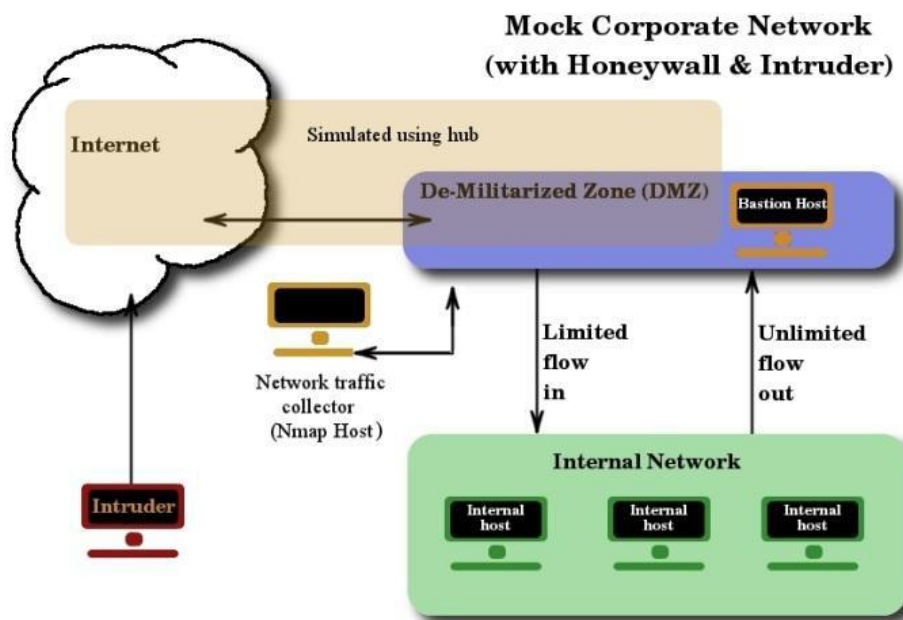 Mock Corporate Network
(with Honeywall & Intruder)
Internet
Simulated using hub
De-Militarized Zone (DMZ)
Bastion Host
Limited
flow
in
Unlimited
flow
out
Network traffic
collector
(Nmap Host)
Intruder
Internal Network
Internal
host
Internal
host
Internal
host